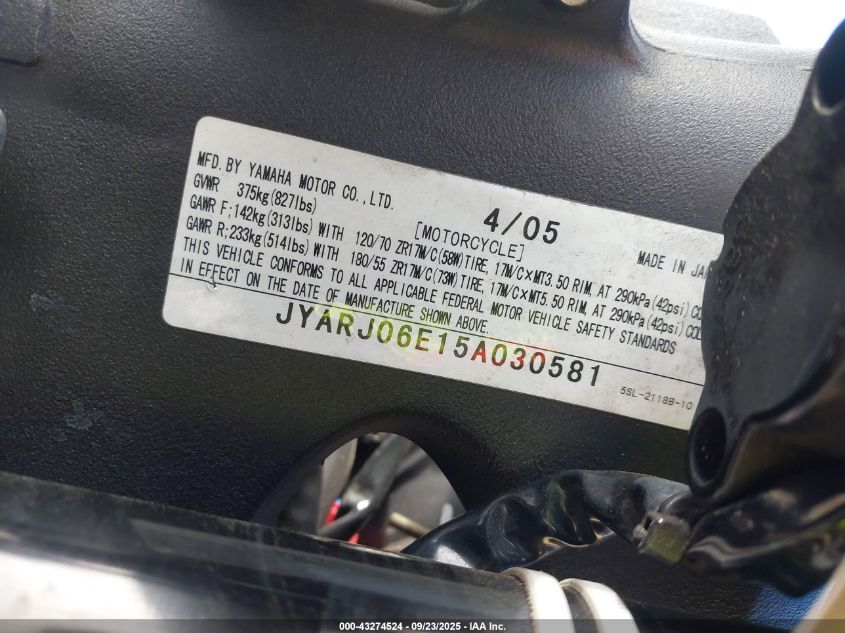 MFD. BY YAMAHA MOTOR CO., LTD. 4/05 MADE IN
GVWR 375kg(827lbs) [MOTORCYCLE]
GAWR F;142kg(313lbs) WITH 120/70 ZR17M/C(58W)TIRE, 17M/C×MT3.50 RIM, AT 290kPa(42psi)
GAWR R;233kg(514lbs) WITH 180/55 ZR17M/C(73W)TIRE, 17M/C×MT5.50 RIM, AT 290kPa(42psi)
THIS VEHICLE CONFORMS TO ALL APPLICABLE FEDERAL MOTOR VEHICLE SAFETY STANDARDS
IN EFFECT ON THE DATE OF MANUFACTURE SHOWN ABOVE.
JYARJ06E15A030581
5SL-2118B-10
000-43274524 - 09/23/2025 - IAA Inc.